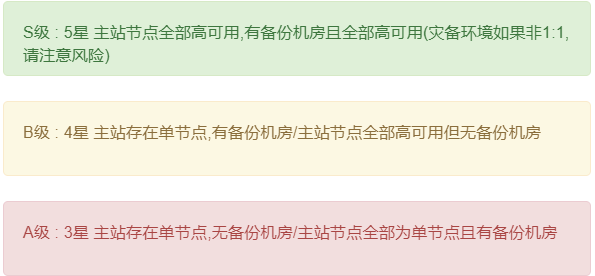 S级 : 5星 主站节点全部高可用,有备份机房且全部高可用(灾备环境如果非1:1,
请注意风险)
B级 : 4星 主站存在单节点,有备份机房/主站节点全部高可用但无备份机房
A级 : 3星 主站存在单节点,无备份机房/主站节点全部为单节点且有备份机房